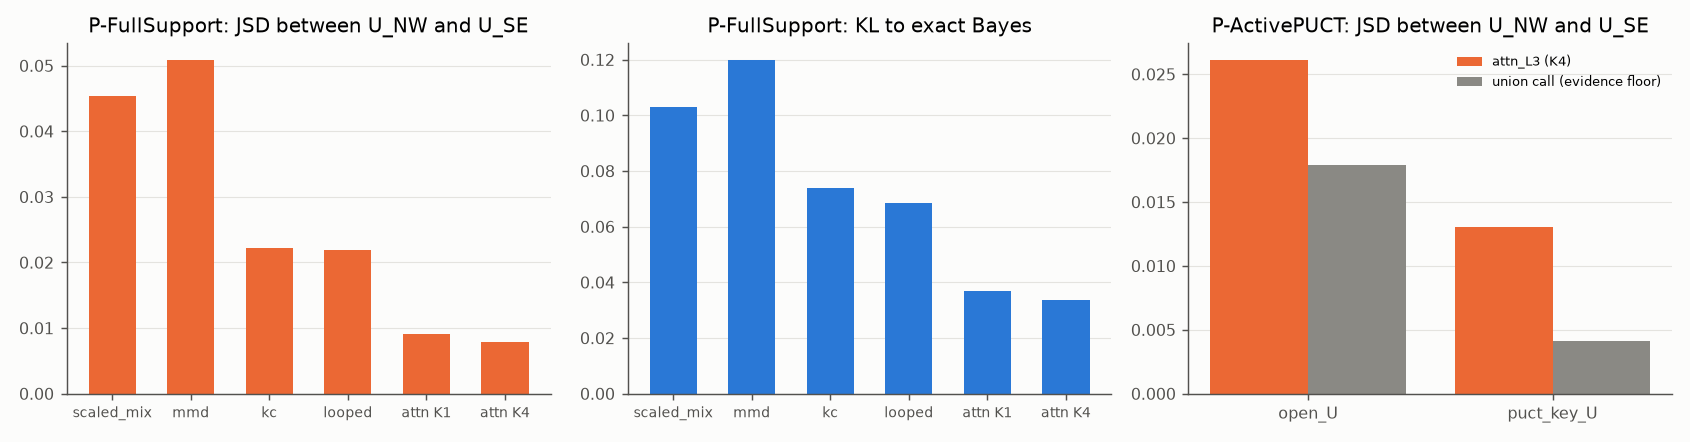 P-FullSupport: JSD between U_NW and U_SE
0.05
0.04
0.03
0.02
0.01
0.00
scaled_mix mmd kc looped attn K1 attn K4
P-FullSupport: KL to exact Bayes
0.12
0.10
0.08
0.06
0.04
0.02
0.00
scaled_mix mmd kc looped attn K1 attn K4
P-ActivePUCT: JSD between U_NW and U_SE
attn_L3 (K4)
union call (evidence floor)
0.025
0.020
0.015
0.010
0.005
0.000
open_U puct_key_U